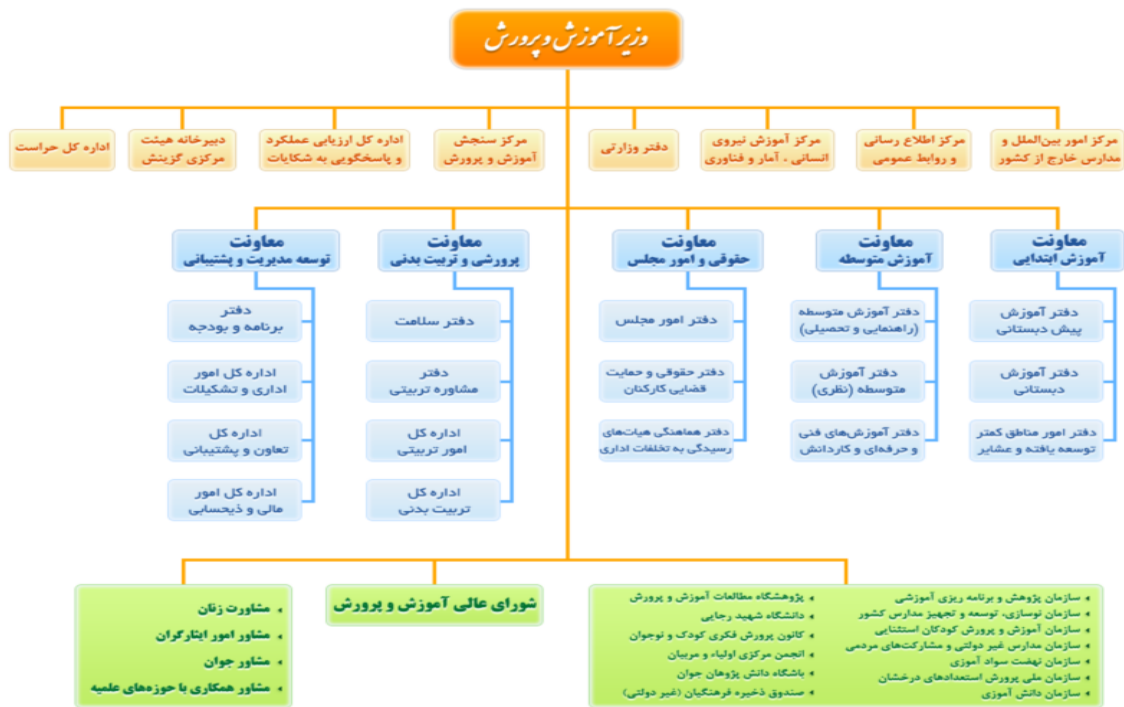 وزیر آموزش و پرورش
مرکز امور بین‌الملل و
مدارس خارج از کشور
مرکز اطلاع رسانی
و روابط عمومی
مرکز آموزش نیروی
انسانی ، آمار و فناوری
دفتر وزارتی
مرکز سنجش
آموزش و پرورش
اداره کل ارزیابی عملکرد
و پاسخگویی به شکایات
دبیرخانه هیئت
مرکزی گزینش
اداره کل حراست
معاونت
آموزش ابتدایی
دفتر آموزش
پیش دبستانی
دفتر آموزش
دبستانی
دفتر امور مناطق کمتر
توسعه یافته و عشایر
معاونت
آموزش متوسطه
دفتر آموزش متوسطه
(راهنمایی و تحصیلی)
دفتر آموزش
متوسطه (نظری)
دفتر آموزش‌های فنی
و حرفه‌ای و کاردانش
معاونت
حقوقی و امور مجلس
دفتر امور مجلس
دفتر حقوقی و حمایت
قضایی کارکنان
دفتر هماهنگی هیات‌های
رسیدگی به تخلفات اداری
معاونت
پرورشی و تربیت بدنی
دفتر سلامت
دفتر
مشاوره تربیتی
اداره کل
امور تربیتی
اداره کل
تربیت بدنی
معاونت
توسعه مدیریت و پشتیبانی
دفتر
برنامه و بودجه
اداره کل امور
اداری و تشکیلات
اداره کل
تعاون و پشتیبانی
اداره کل امور
مالی و ذیحسابی
سازمان پژوهش و برنامه ریزی آموزشی
سازمان نوسازی، توسعه و تجهیز مدارس کشور
سازمان آموزش و پرورش کودکان استثنایی
سازمان مدارس غیر دولتی و مشارکت‌های مردمی
سازمان نهضت سواد آموزی
سازمان ملی پرورش استعدادهای درخشان
سازمان دانش آموزی
پژوهشگاه مطالعات آموزش و پرورش
دانشگاه شهید رجایی
کانون پرورش فکری کودک و نوجوان
انجمن مرکزی اولیاء و مربیان
باشگاه دانش پژوهان جوان
صندوق ذخیره فرهنگیان (غیر دولتی)
شورای عالی آموزش و پرورش
مشاورت زنان
مشاور امور ایثارگران
مشاور جوان
مشاور همکاری با حوزه‌های علمیه